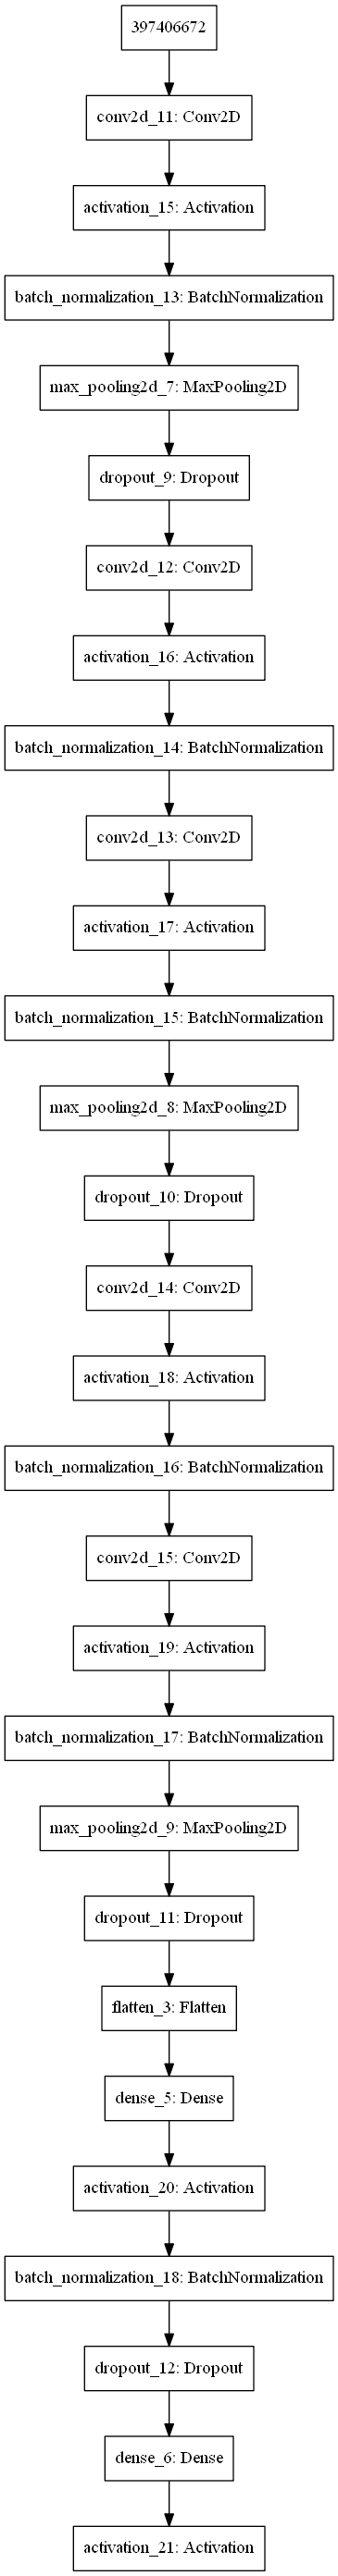 397406672
conv2d_11: Conv2D
activation_15: Activation
batch_normalization_13: BatchNormalization
max_pooling2d_7: MaxPooling2D
dropout_9: Dropout
conv2d_12: Conv2D
activation_16: Activation
batch_normalization_14: BatchNormalization
conv2d_13: Conv2D
activation_17: Activation
batch_normalization_15: BatchNormalization
max_pooling2d_8: MaxPooling2D
dropout_10: Dropout
conv2d_14: Conv2D
activation_18: Activation
batch_normalization_16: BatchNormalization
conv2d_15: Conv2D
activation_19: Activation
batch_normalization_17: BatchNormalization
max_pooling2d_9: MaxPooling2D
dropout_11: Dropout
flatten_3: Flatten
dense_5: Dense
activation_20: Activation
batch_normalization_18: BatchNormalization
dropout_12: Dropout
dense_6: Dense
activation_21: Activation